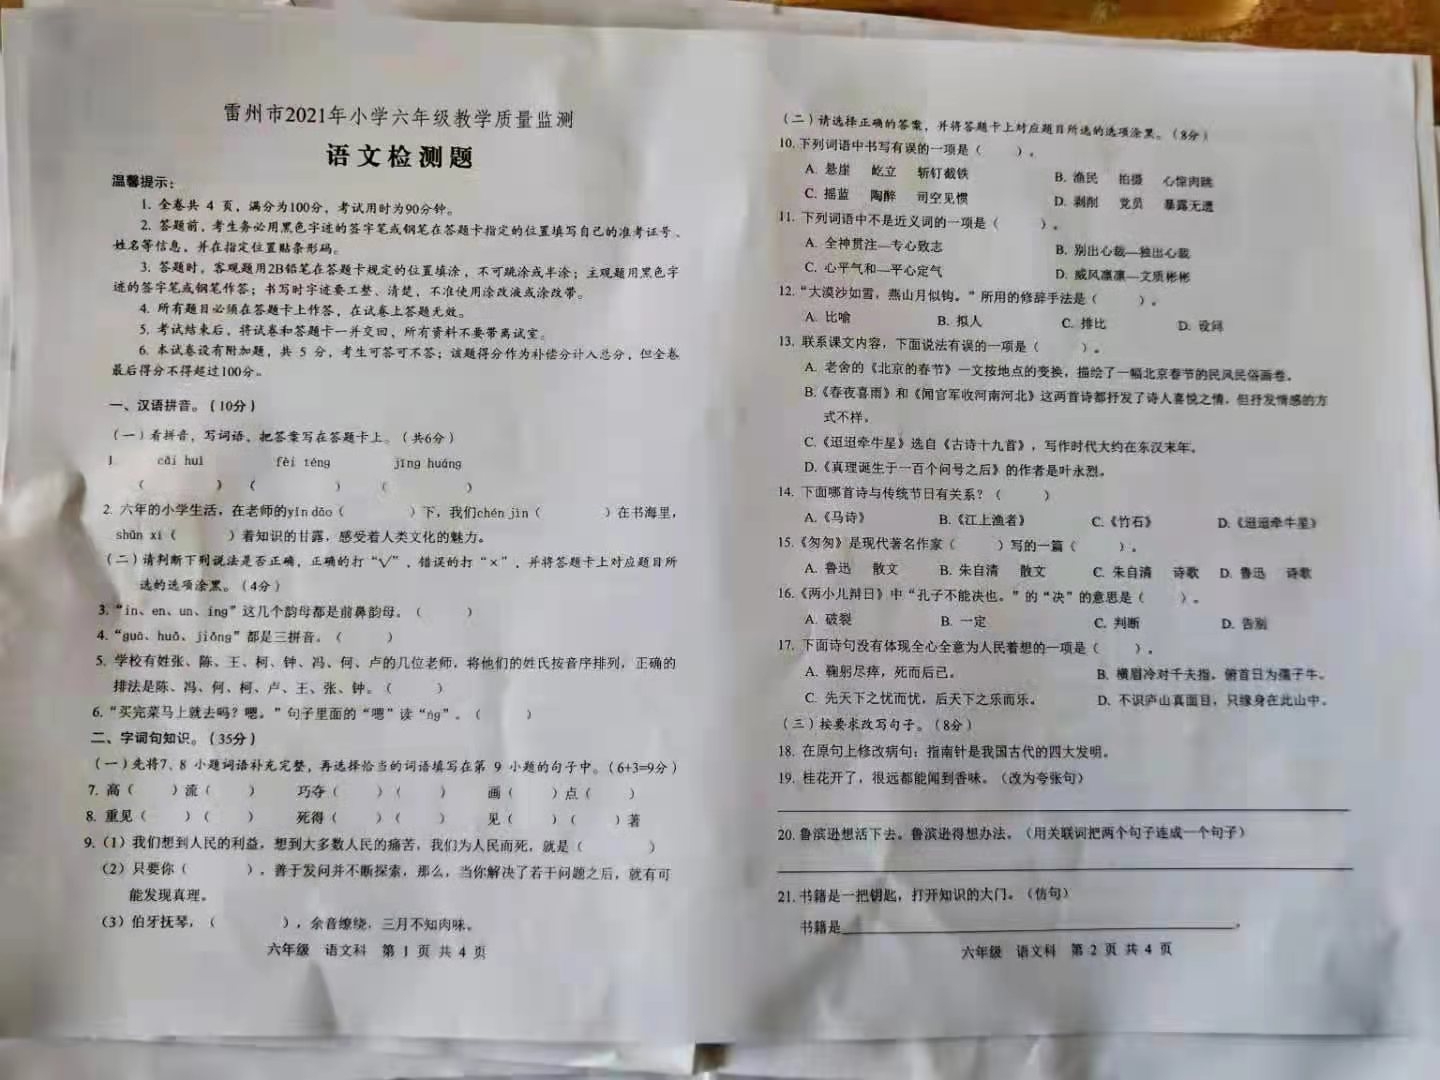 雷州市2021年小学六年级教学质量监测
语文检测题
温馨提示：
1. 全卷共 4 页，满分为100分，考试用时为90分钟。
2. 答题前，考生务必用黑色字迹的签字笔或钢笔在答题卡指定的位置填写自己的准考证号、
姓名等信息，并在指定位置贴条形码。
3. 答题时，客观题用2B铅笔在答题卡规定的位置填涂，不可跳涂或半涂；主观题用黑色字
迹的签字笔或钢笔作答；书写时字迹要工整、清楚，不准使用涂改液或涂改带。
4. 所有题目必须在答题卡上作答，在试卷上答题无效。
5. 考试结束后，将试卷和答题卡一并交回，所有资料不要带离试室。
6. 本试卷设有附加题，共 5 分，考生可答可不答；该题得分作为补偿分计入总分，但全卷
最后得分不得超过100分。
一、汉语拼音。（10分）
（一）看拼音，写词语，把答案写在答题卡上。（共6分）
1 cāi huì fèi téng jīng huáng
（ ） （ ） （ ）
2. 六年的小学生活，在老师的yǐn dǎo（ ）下，我们chén jìn（ ）在书海里，
shǔn xī（ ）着知识的甘露，感受着人类文化的魅力。
（二）请判断下列说法是否正确，正确的打“√”，错误的打“×”，并将答题卡上对应题目所
选的选项涂黑。（4分）
3.“in、en、un、ing”这几个韵母都是前鼻韵母。（ ）
4.“guā、huǒ、jiǒng”都是三拼音。（ ）
5. 学校有姓张、陈、王、柯、钟、冯、何、卢的几位老师，将他们的姓氏按音序排列，正确的
排法是陈、冯、何、柯、卢、王、张、钟。（ ）
6.“买完菜马上就去吗？嗯。”句子里面的“嗯”读“ńg”。（ ）
二、字词句知识。（35分）
（一）先将7、8 小题词语补充完整，再选择恰当的词语填写在第 9 小题的句子中。（6+3=9分）
7. 高（ ）流（ ） 巧夺（ ）（ ） 画（ ）点（ ）
8. 重见（ ）（ ） 死得（ ）（ ） 见（ ）（ ）著
9.（1）我们想到人民的利益，想到大多数人民的痛苦，我们为人民而死，就是（ ）
（2）只要你（ ），善于发问并不断探索，那么，当你解决了若干问题之后，就有可
能发现真理。
（3）伯牙抚琴，（ ），余音缭绕，三月不知肉味。
六年级 语文科 第 1 页 共 4 页
（二）请选择正确的答案，并将答题卡上对应题目所选的选项涂黑。（8分）
10. 下列词语中书写有误的一项是（ ）。
A. 悬崖 屹立 斩钉截铁 B. 渔民 拍摄 心惊肉跳
C. 摇蓝 陶醉 司空见惯 D. 剥削 党员 暴露无遗
11. 下列词语中不是近义词的一项是（ ）。
A. 全神贯注—专心致志 B. 别出心裁—独出心裁
C. 心平气和—平心定气 D. 威风凛凛—文质彬彬
12.“大漠沙如雪，燕山月似钩。”所用的修辞手法是（ ）。
A. 比喻 B. 拟人 C. 排比 D. 设问
13. 联系课文内容，下面说法有误的一项是（ ）。
A. 老舍的《北京的春节》一文按地点的变换，描绘了一幅北京春节的民风民俗画卷。
B.《春夜喜雨》和《闻官军收河南河北》这两首诗都抒发了诗人喜悦之情，但抒发情感的方
式不样。
C.《迢迢牵牛星》选自《古诗十九首》，写作时代大约在东汉末年。
D.《真理诞生于一百个问号之后》的作者是叶永烈。
14. 下面哪首诗与传统节日有关系？（ ）
A.《马诗》 B.《江上渔者》 C.《竹石》 D.《迢迢牵牛星》
15.《匆匆》是现代著名作家（ ）写的一篇（ ）。
A. 鲁迅 散文 B. 朱自清 散文 C. 朱自清 诗歌 D. 鲁迅 诗歌
16.《两小儿辩日》中“孔子不能决也。”的“决”的意思是（ ）。
A. 破裂 B. 一定 C. 判断 D. 告别
17. 下面诗句没有体现全心全意为人民着想的一项是（ ）。
A. 鞠躬尽瘁，死而后已。 B. 横眉冷对千夫指，俯首日为孺子牛。
C. 先天下之忧而忧，后天下之乐而乐。 D. 不识庐山真面目，只缘身在此山中。
（三）按要求改写句子。（8分）
18. 在原句上修改病句：指南针是我国古代的四大发明。
19. 桂花开了，很远都能闻到香味。（改为夸张句）
20. 鲁滨逊想活下去。鲁滨逊得想办法。（用关联词把两个句子连成一个句子）
21. 书籍是一把钥匙，打开知识的大门。（仿句）
书籍是 。
六年级 语文科 第 2 页 共 4 页